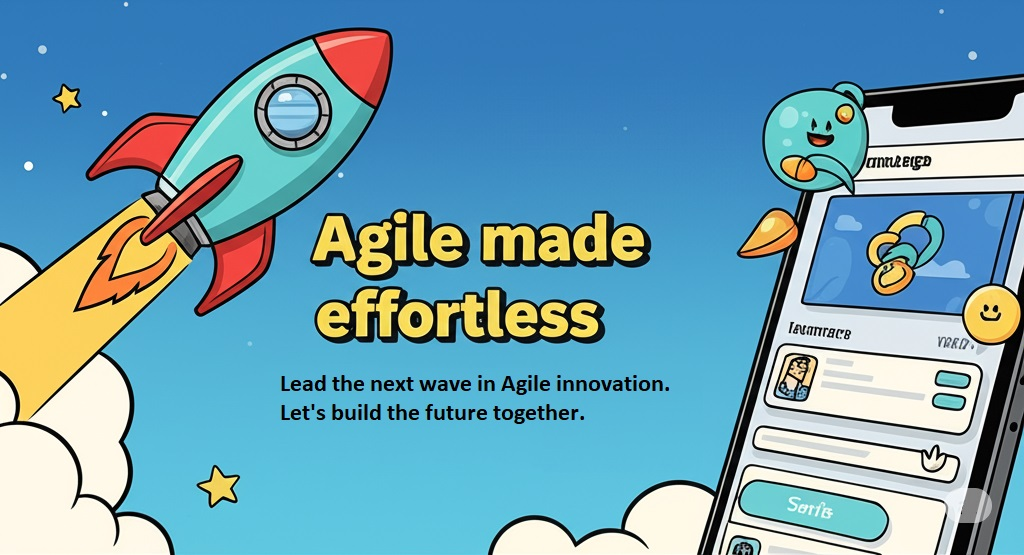 Agile made
effortless
Lead the next wave in Agile innovation.
Let's build the future together.